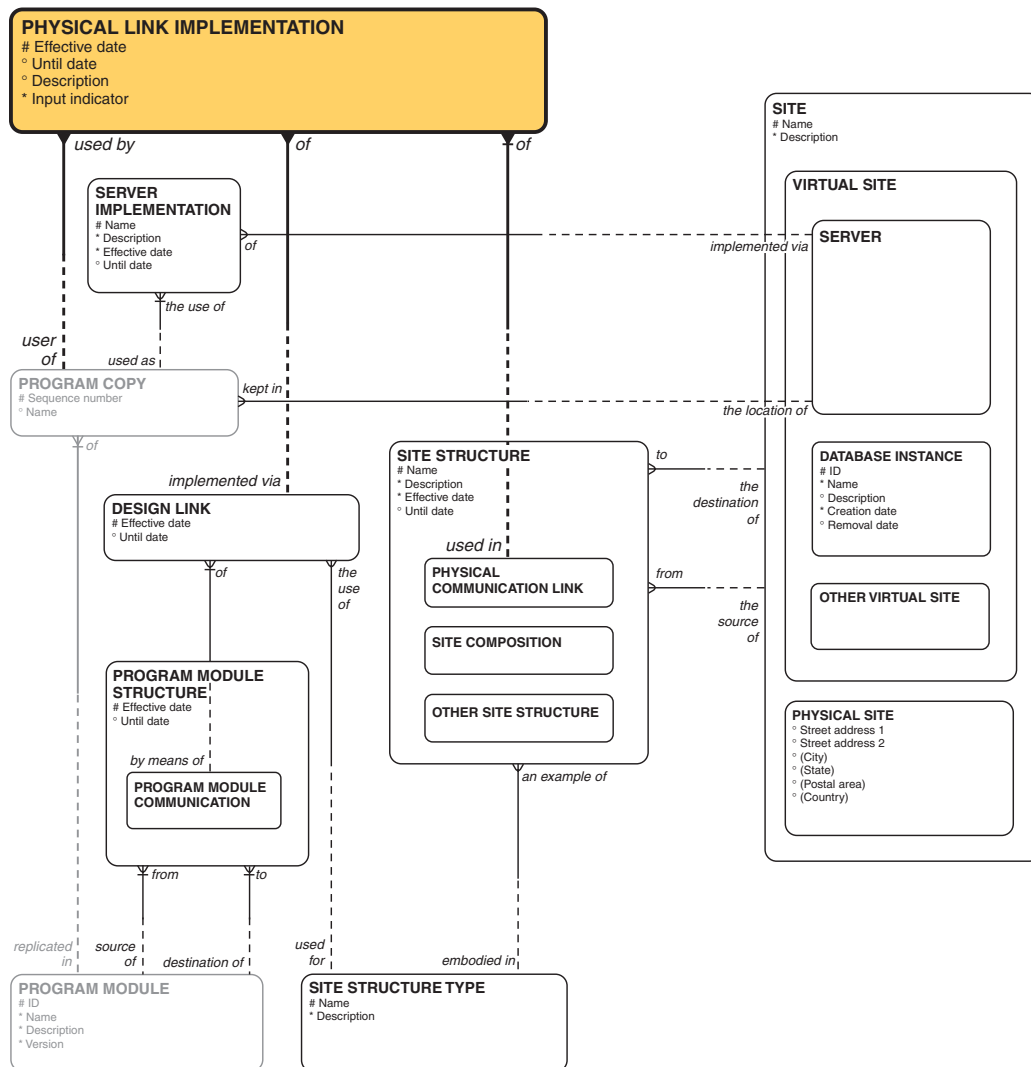 PHYSICAL LINK IMPLEMENTATION
# Effective date
° Until date
° Description
* Input indicator
used by
of
of
SITE
# Name
* Description
SERVER
IMPLEMENTATION
# Name
* Description
* Effective date
° Until date
of
VIRTUAL SITE
implemented via
SERVER
the use of
user
of
used as
PROGRAM COPY
# Sequence number
° Name
kept in
the location of
of
implemented via
SITE STRUCTURE
# Name
* Description
* Effective date
° Until date
to
the
destination
of
DATABASE INSTANCE
# ID
* Name
° Description
* Creation date
° Removal date
DESIGN LINK
# Effective date
° Until date
used in
of
the
use
of
PHYSICAL
COMMUNICATION LINK
from
the
source
of
OTHER VIRTUAL SITE
SITE COMPOSITION
PROGRAM MODULE
STRUCTURE
# Effective date
° Until date
OTHER SITE STRUCTURE
PHYSICAL SITE
° Street address 1
° Street address 2
° (City)
° (State)
° (Postal area)
° (Country)
by means of
an example of
PROGRAM MODULE
COMMUNICATION
from
to
replicated
in
source
of
destination of
used
for
embodied in
PROGRAM MODULE
# ID
* Name
* Description
* Version
SITE STRUCTURE TYPE
# Name
* Description